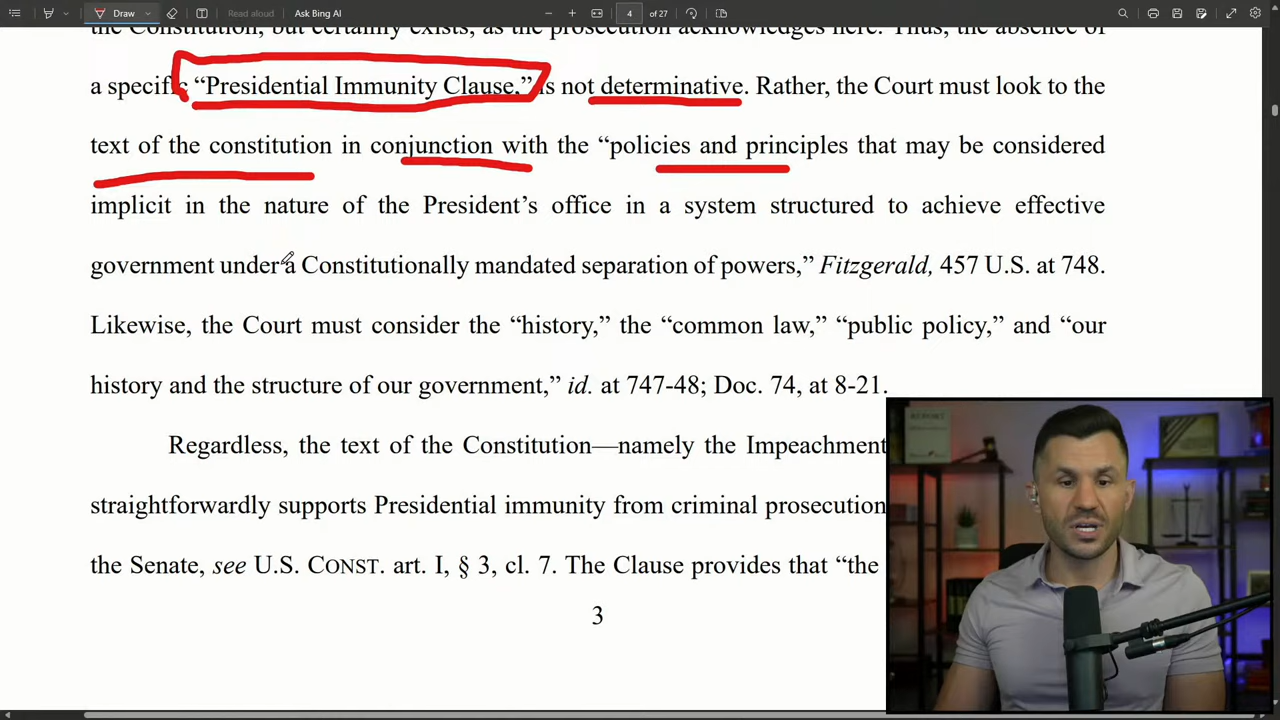 Draw
Read aloud
Ask Bing AI
4 of 27
the Constitution, but certainly exists, as the prosecution acknowledges here. Thus, the absence of
a specific “Presidential Immunity Clause,” is not determinative. Rather, the Court must look to the
text of the constitution in conjunction with the “policies and principles that may be considered
implicit in the nature of the President’s office in a system structured to achieve effective
government under a Constitutionally mandated separation of powers,” Fitzgerald, 457 U.S. at 748.
Likewise, the Court must consider the “history,” the “common law,” “public policy,” and “our
history and the structure of our government,” id. at 747-48; Doc. 74, at 8-21.
Regardless, the text of the Constitution—namely the Impeachment
straightforwardly supports Presidential immunity from criminal prosecution
the Senate, see U.S. CONST. art. I, § 3, cl. 7. The Clause provides that “the
3